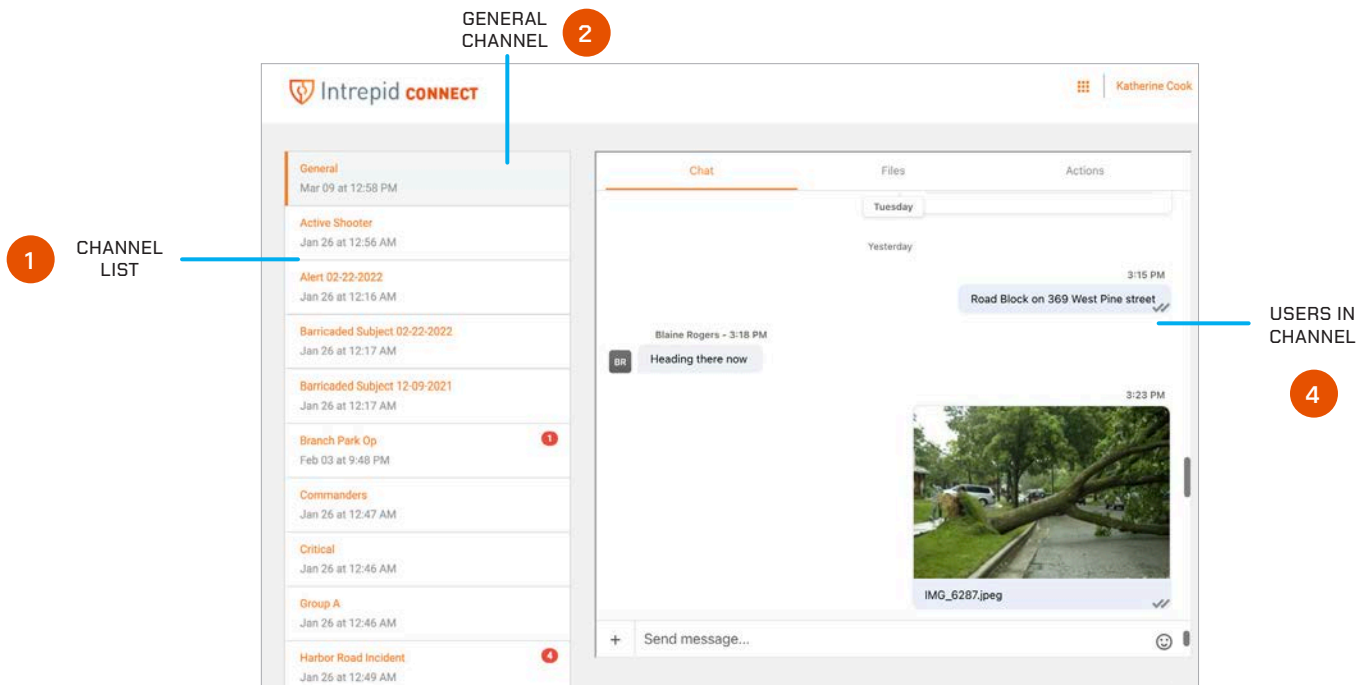 GENERAL
CHANNEL
2
Intrepid CONNECT
Katherine Cook
General
Mar 09 at 12:58 PM
Active Shooter
Jan 26 at 12:56 AM
1
CHANNEL
LIST
Alert 02-22-2022
Jan 26 at 12:16 AM
Barricaded Subject 02-22-2022
Jan 26 at 12:17 AM
Barricaded Subject 12-09-2021
Jan 26 at 12:17 AM
Branch Park Op
1
Feb 03 at 9:48 PM
Commanders
Jan 26 at 12:47 AM
Critical
Jan 26 at 12:46 AM
Group A
Jan 26 at 12:46 AM
Harbor Road Incident
4
Jan 26 at 12:49 AM
Chat Files Actions
Tuesday
Yesterday
3:15 PM
Road Block on 369 West Pine street
Blaine Rogers - 3:18 PM
BR
Heading there now
3:23 PM
IMG_6287.jpeg
+ Send message...
USERS IN
CHANNEL
4